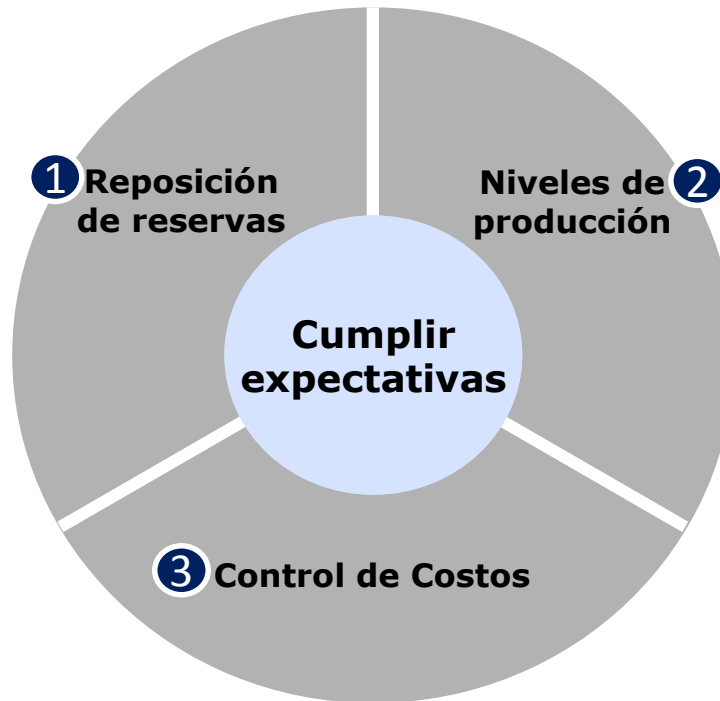 1 Reposición
de reservas
Niveles de 2
producción
Cumplir
expectativas
3 Control de Costos